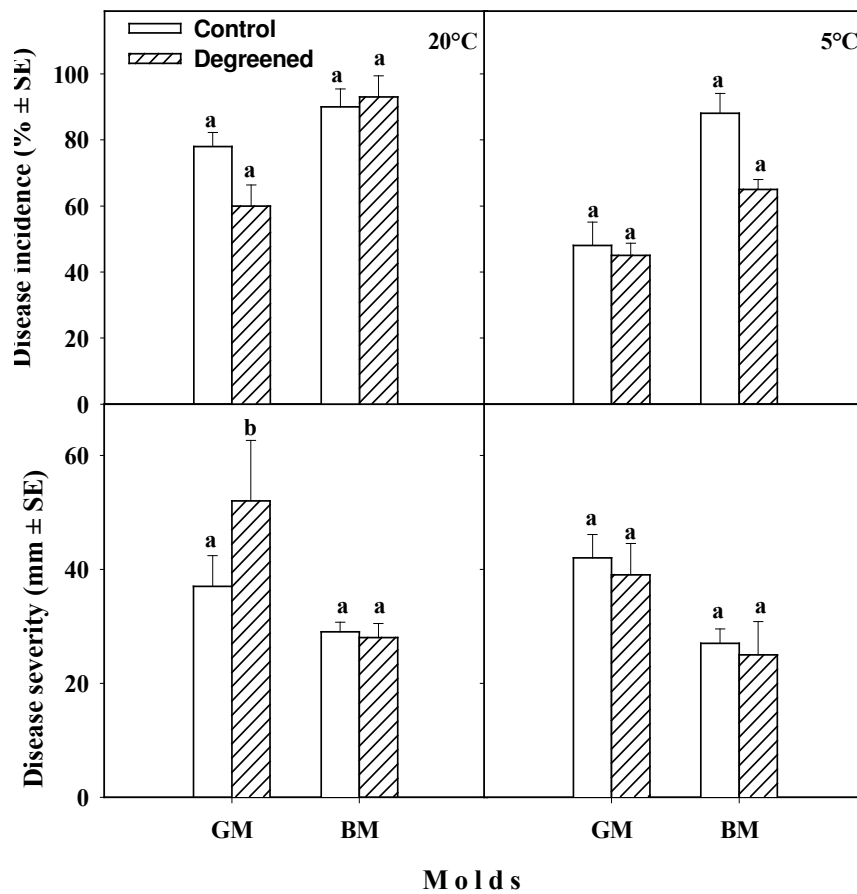 Control
Degreened
20°C
5°C
Disease incidence (% ± SE)
100
80
60
40
20
0
a
a
a
a
a
a
a
a
Disease severity (mm ± SE)
60
40
20
0
a
b
a
a
a
a
a
a
GM
BM
GM
BM
Molds